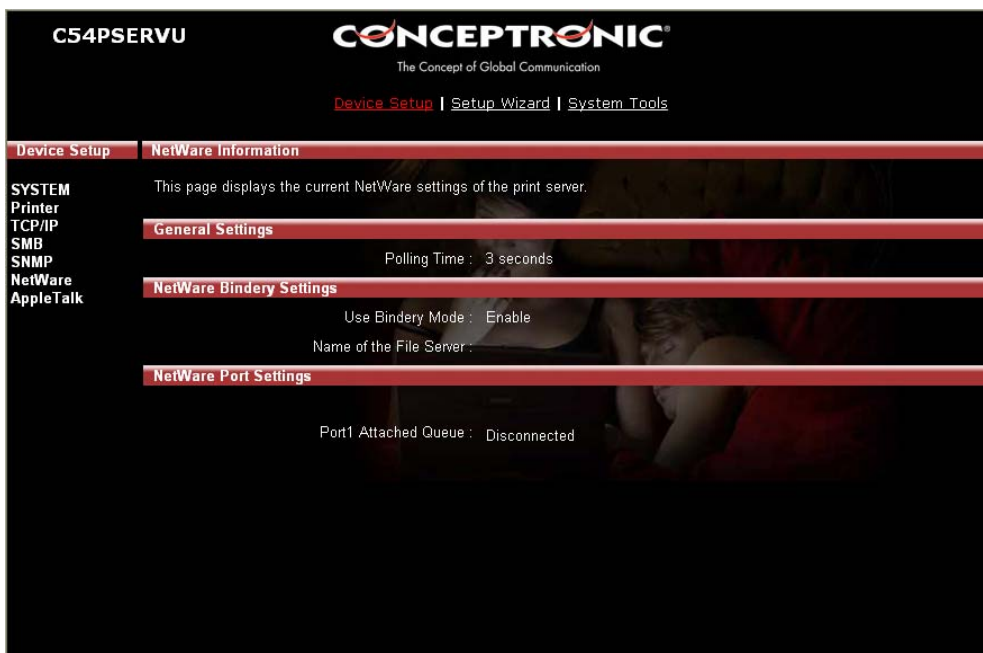 C54PSERVU
CONCEPTRONIC®
The Concept of Global Communication
Device Setup | Setup Wizard | System Tools
Device Setup
NetWare Information
SYSTEM
Printer
TCP/IP
SMB
SNMP
NetWare
AppleTalk
This page displays the current NetWare settings of the print server.
General Settings
Polling Time : 3 seconds
NetWare Bindery Settings
Use Bindery Mode : Enable
Name of the File Server :
NetWare Port Settings
Port1 Attached Queue : Disconnected